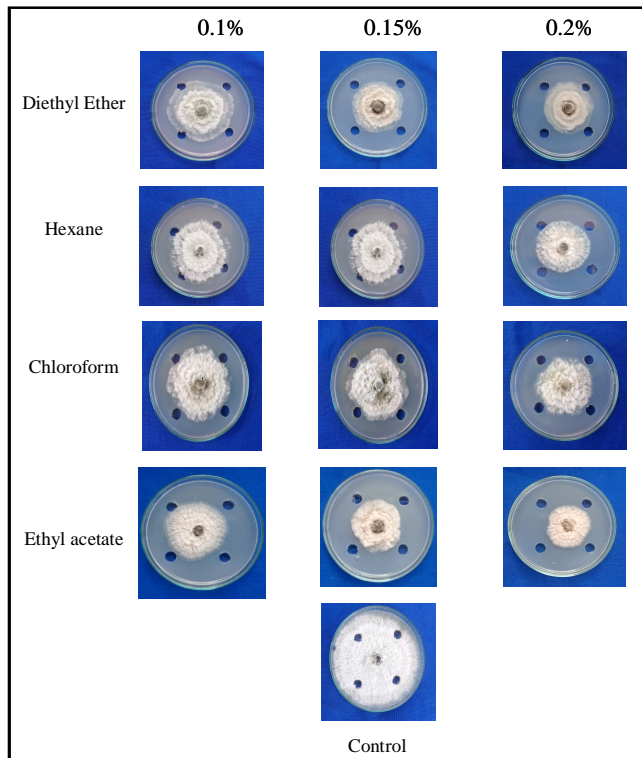 0.1% 0.15% 0.2%
Diethyl Ether
Hexane
Chloroform
Ethyl acetate
Control